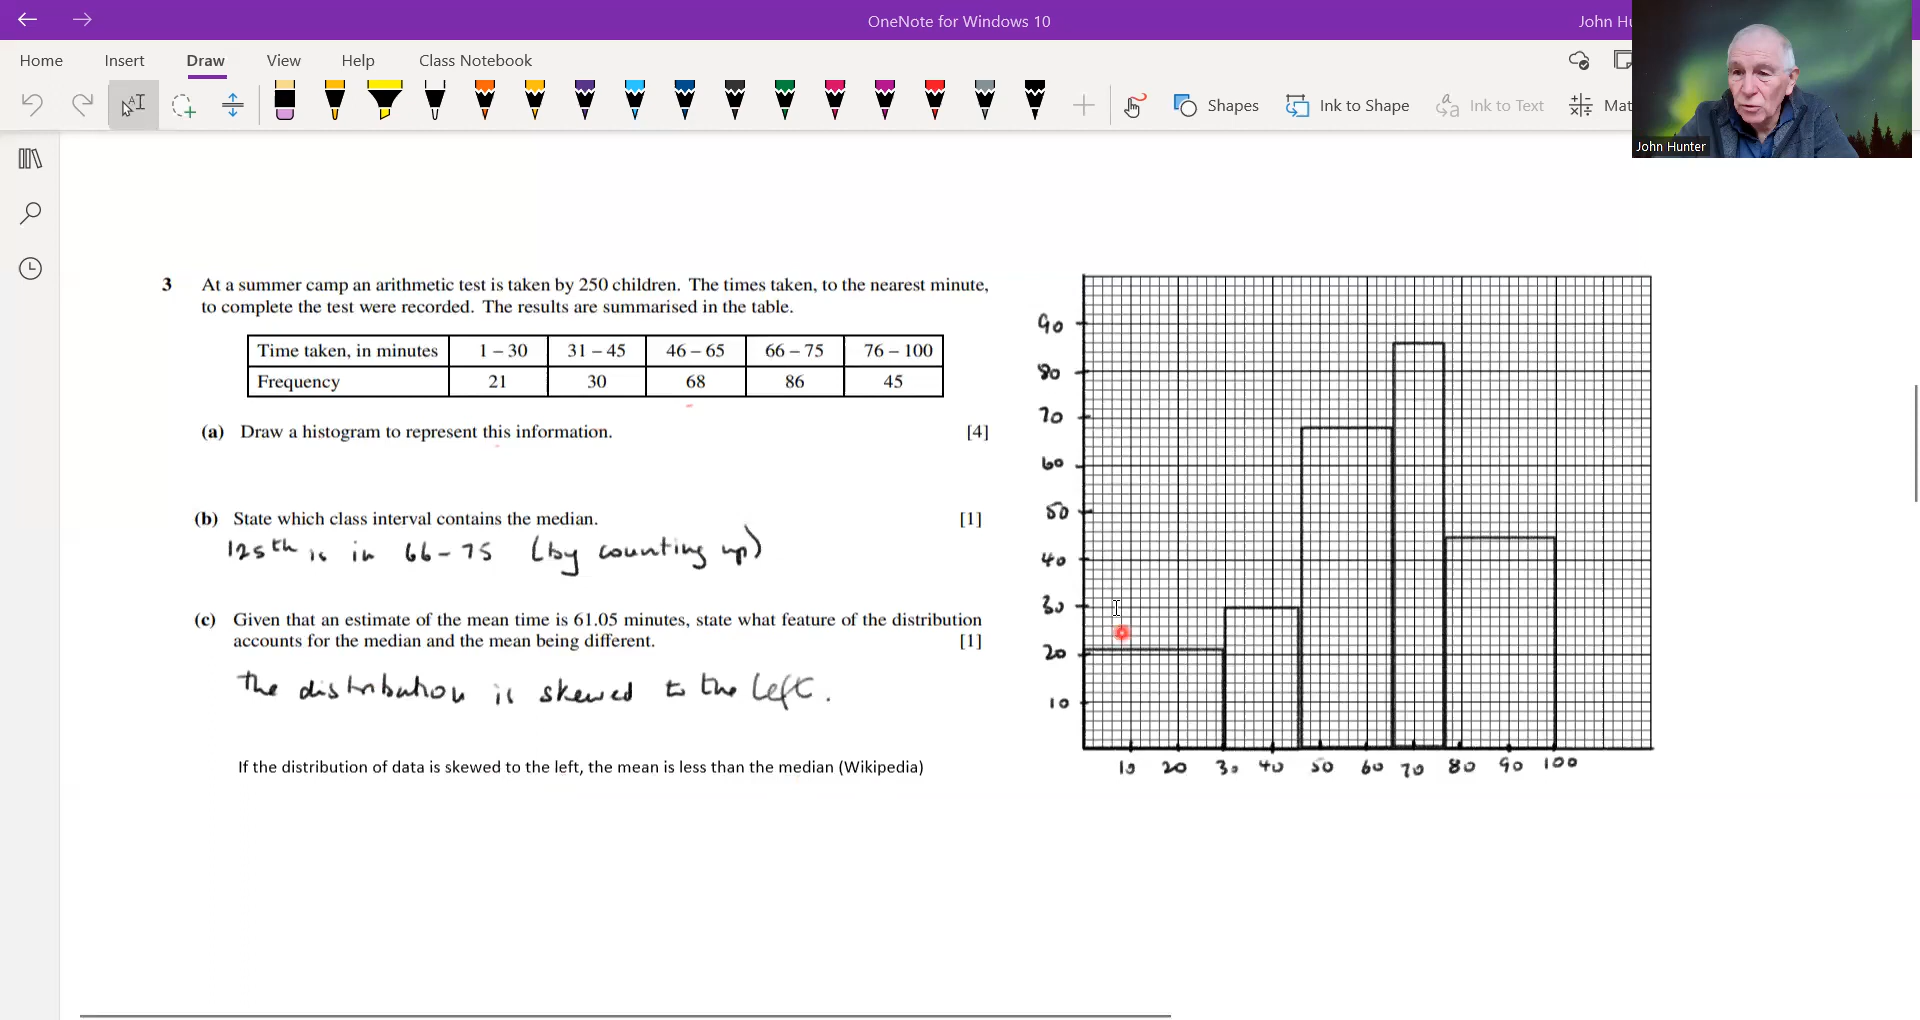 OneNote for Windows 10
John Hu
Home Insert Draw View Help Class Notebook
Shapes Ink to Shape Ink to Text Mat
John Hunter
3 At a summer camp an arithmetic test is taken by 250 children. The times taken, to the nearest minute,
to complete the test were recorded. The results are summarised in the table.
Time taken, in minutes 1 – 30 31 – 45 46 – 65 66 – 75 76 – 100
Frequency 21 30 68 86 45
(a) Draw a histogram to represent this information. [4]
(b) State which class interval contains the median. [1]
125th is in 66 - 75 (by counting up)
(c) Given that an estimate of the mean time is 61.05 minutes, state what feature of the distribution
accounts for the median and the mean being different. [1]
The distribution is skewed to the left.
If the distribution of data is skewed to the left, the mean is less than the median (Wikipedia)
90
80
70
60
50
40
30
20
10
10 20 30 40 50 60 70 80 90 100